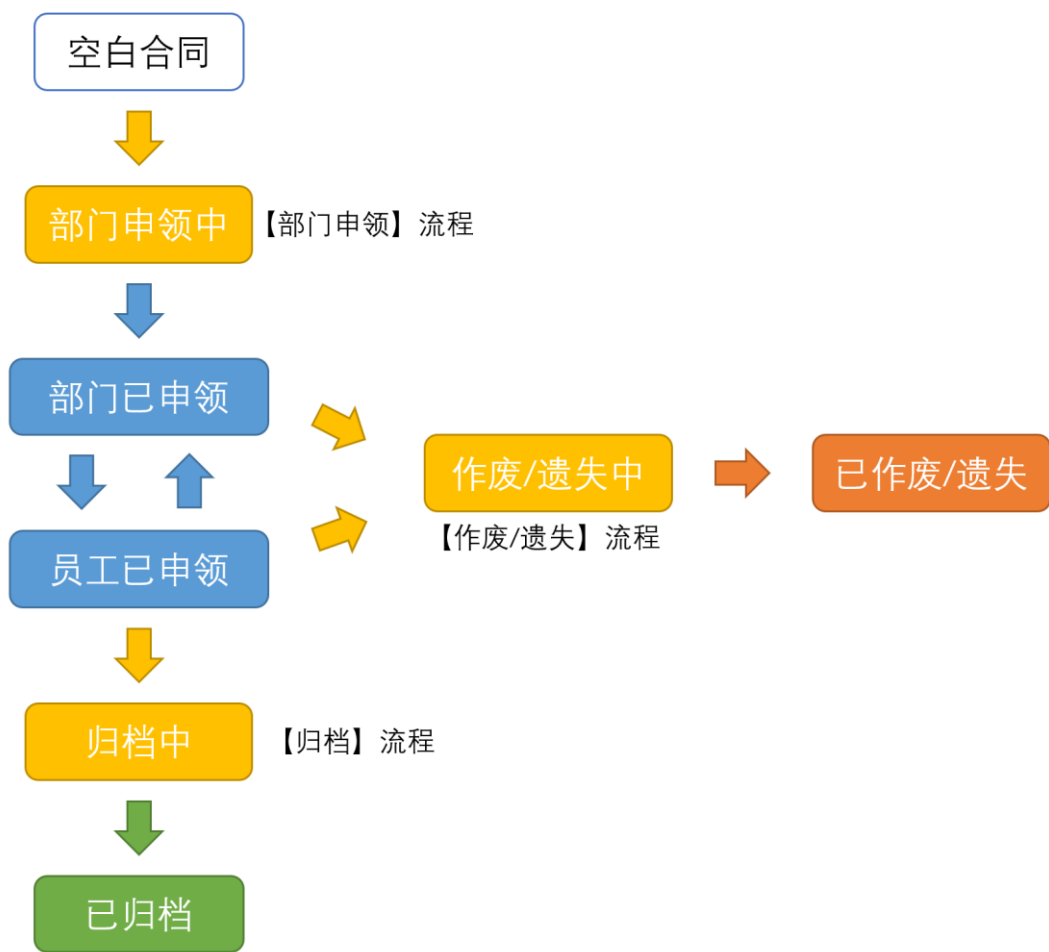 空白合同
部门申领中
【部门申领】流程
部门已申领
作废/遗失中
已作废/遗失
【作废/遗失】流程
员工已申领
归档中
【归档】流程
已归档